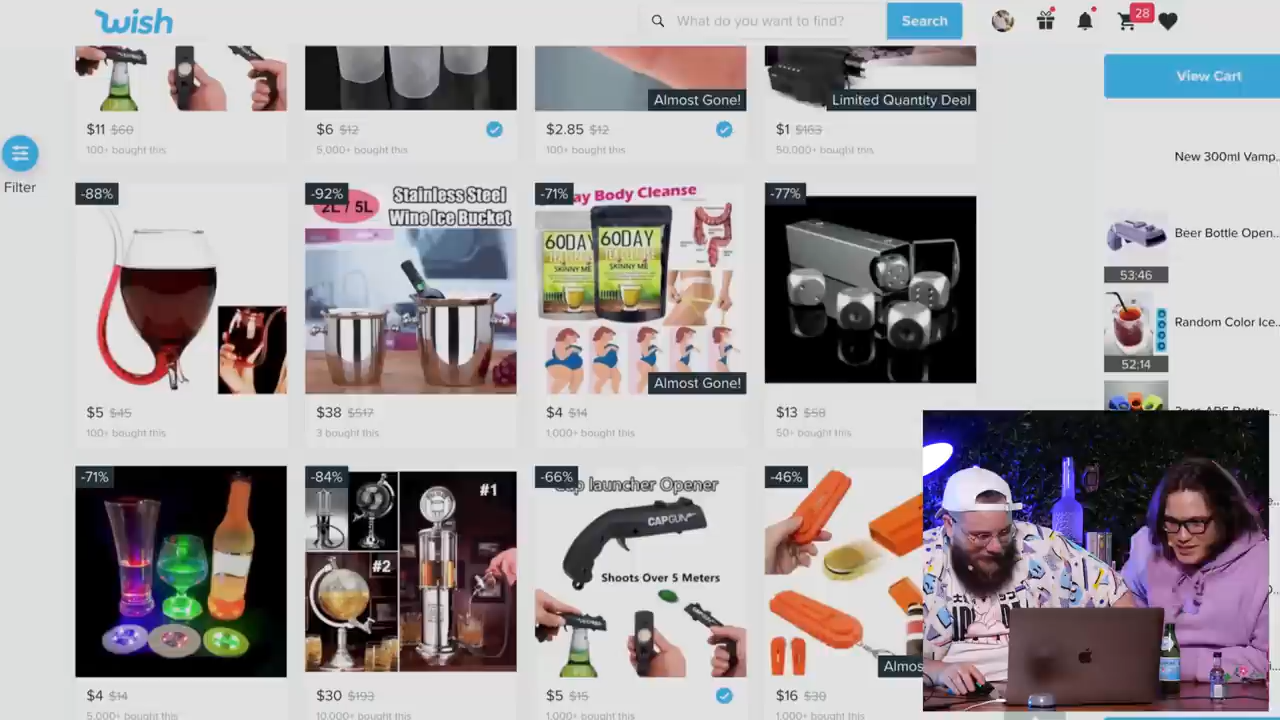 wish
What do you want to find?
Search
28
View Cart
Filter
Almost Gone!
Limited Quantity Deal
$11 $60
100+ bought this
$6 $12
5,000+ bought this
$2.85 $12
100+ bought this
$1 $163
50,000+ bought this
New 300ml Vamp...
Beer Bottle Open...
53:46
Random Color Ice...
52:14
-88%
-92%
2L / 5L
Stainless Steel
Wine Ice Bucket
-71%
Body Cleanse
60DAY
60DAY
SKINNY ME
Almost Gone!
-77%
$5 $45
100+ bought this
$38 $517
3 bought this
$4 $14
1,000+ bought this
$13 $58
50+ bought this
-71%
-84%
#1
#2
-66%
launcher Opener
CAPGUN
Shoots Over 5 Meters
-46%
Almos
$4 $14
5,000+ bought this
$30 $193
10,000+ bought this
$5 $15
1,000+ bought this
$16 $30
1,000+ bought this